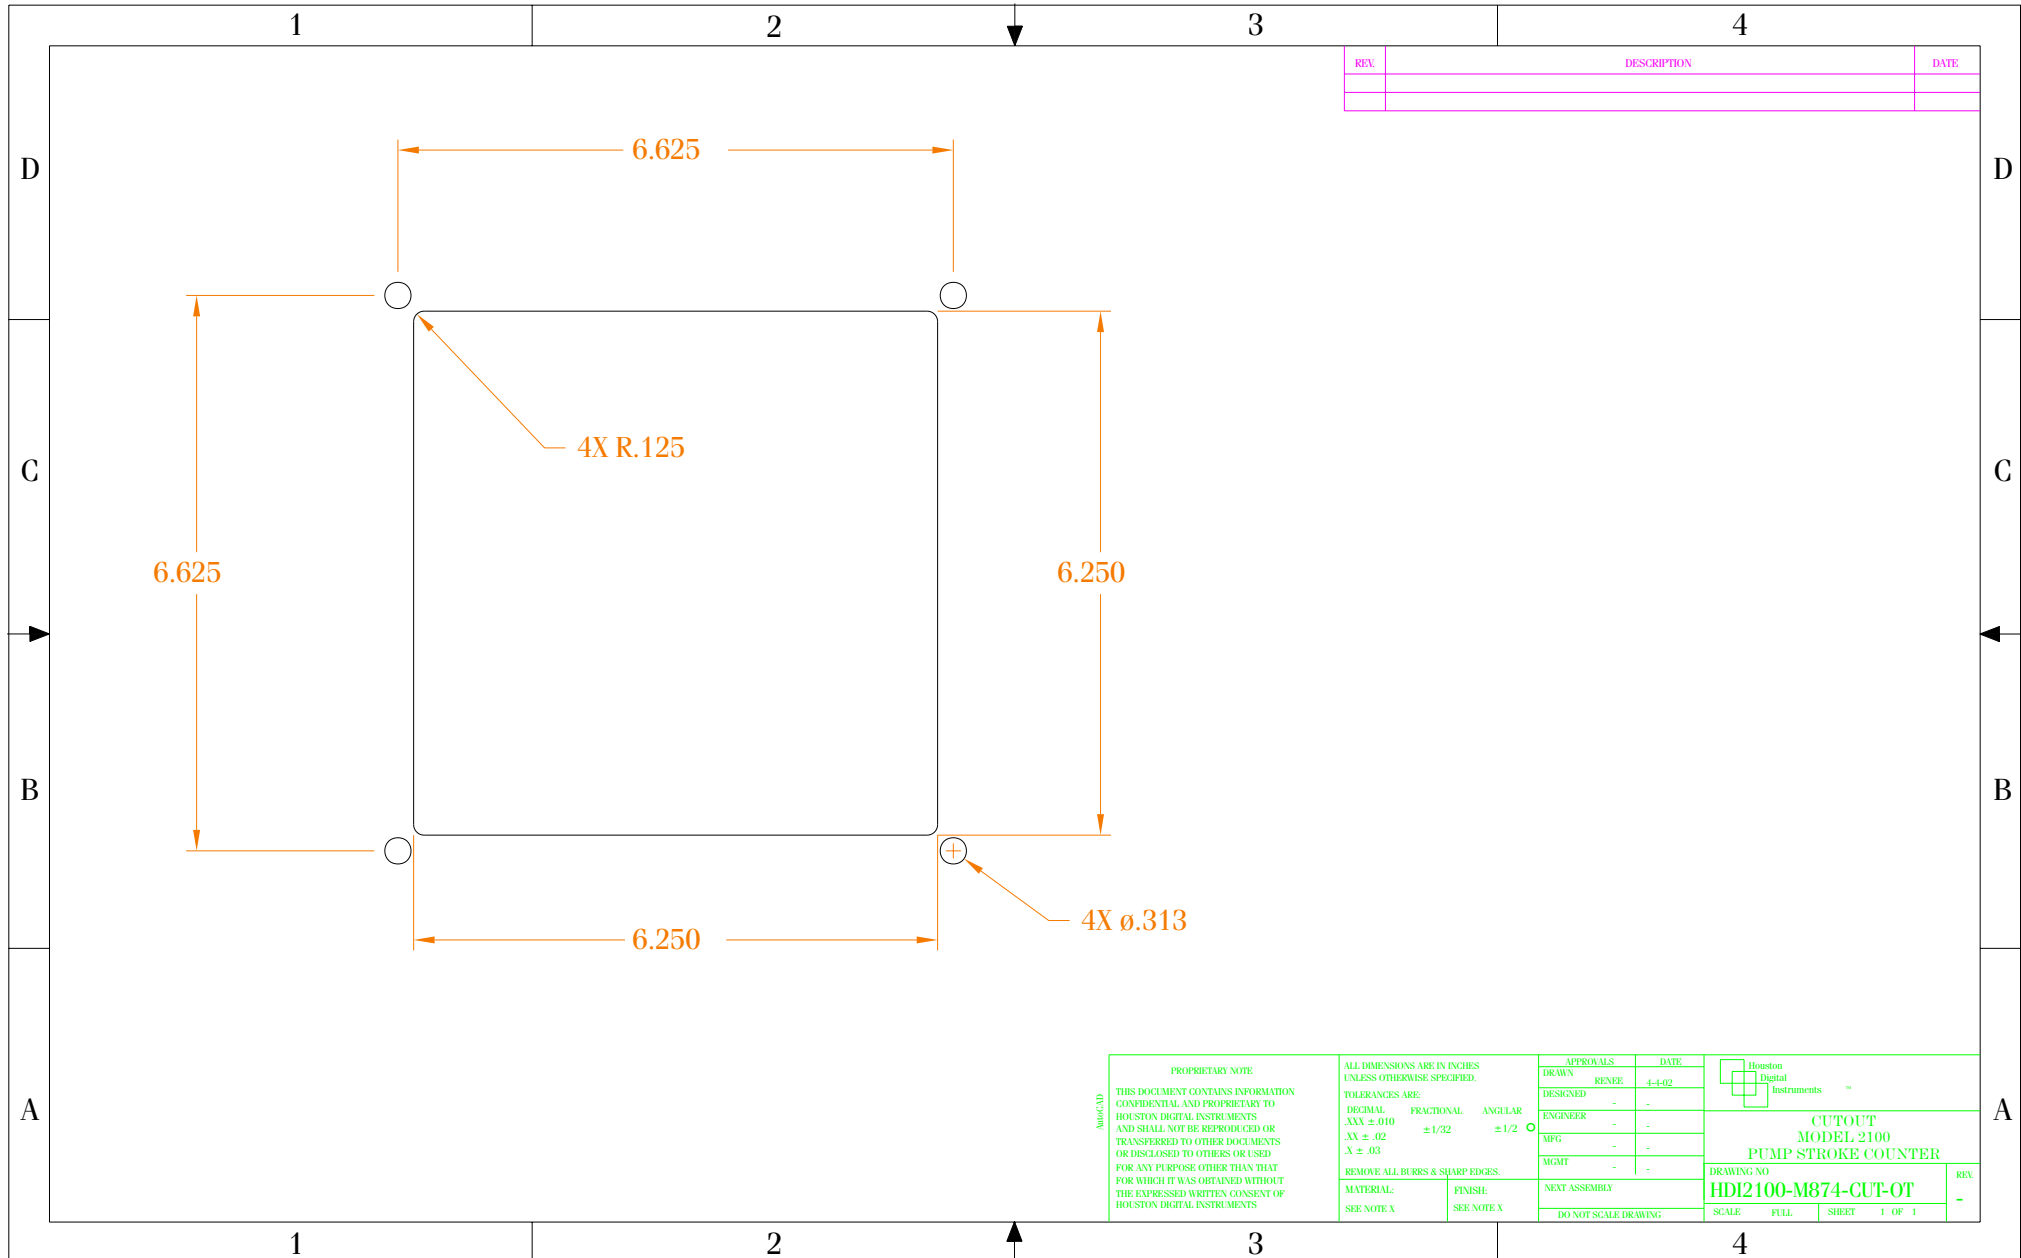 1 2 3 4
REV. DESCRIPTION DATE
D D
6.625
C C
4X R.125
6.625
6.250
B B
4X ø.313
6.250
A A
AutoCAD
PROPRIETARY NOTE
THIS DOCUMENT CONTAINS INFORMATION
CONFIDENTIAL AND PROPRIETARY TO
HOUSTON DIGITAL INSTRUMENTS
AND SHALL NOT BE REPRODUCED OR
TRANSFERRED TO OTHER DOCUMENTS
OR DISCLOSED TO OTHERS OR USED
FOR ANY PURPOSE OTHER THAN THAT
FOR WHICH IT WAS OBTAINED WITHOUT
THE EXPRESSED WRITTEN CONSENT OF
HOUSTON DIGITAL INSTRUMENTS
ALL DIMENSIONS ARE IN INCHES
UNLESS OTHERWISE SPECIFIED.
TOLERANCES ARE:
DECIMAL FRACTIONAL ANGULAR
.XXX ±.010 ±1/32 ±1/2 O
.XX ± .02
.X ± .03
REMOVE ALL BURRS & SHARP EDGES.
MATERIAL: FINISH:
SEE NOTE X SEE NOTE X
APPROVALS DATE
DRAWN RENEE 4-4-02
DESIGNED - -
ENGINEER - -
MFG - -
MGMT - -
NEXT ASSEMBLY
DO NOT SCALE DRAWING
Houston
Digital
Instruments
CUTOUT
MODEL 2100
PUMP STROKE COUNTER
DRAWING NO REV.
HDI2100-M874-CUT-OT -
SCALE FULL SHEET 1 OF 1
1 2 3 4